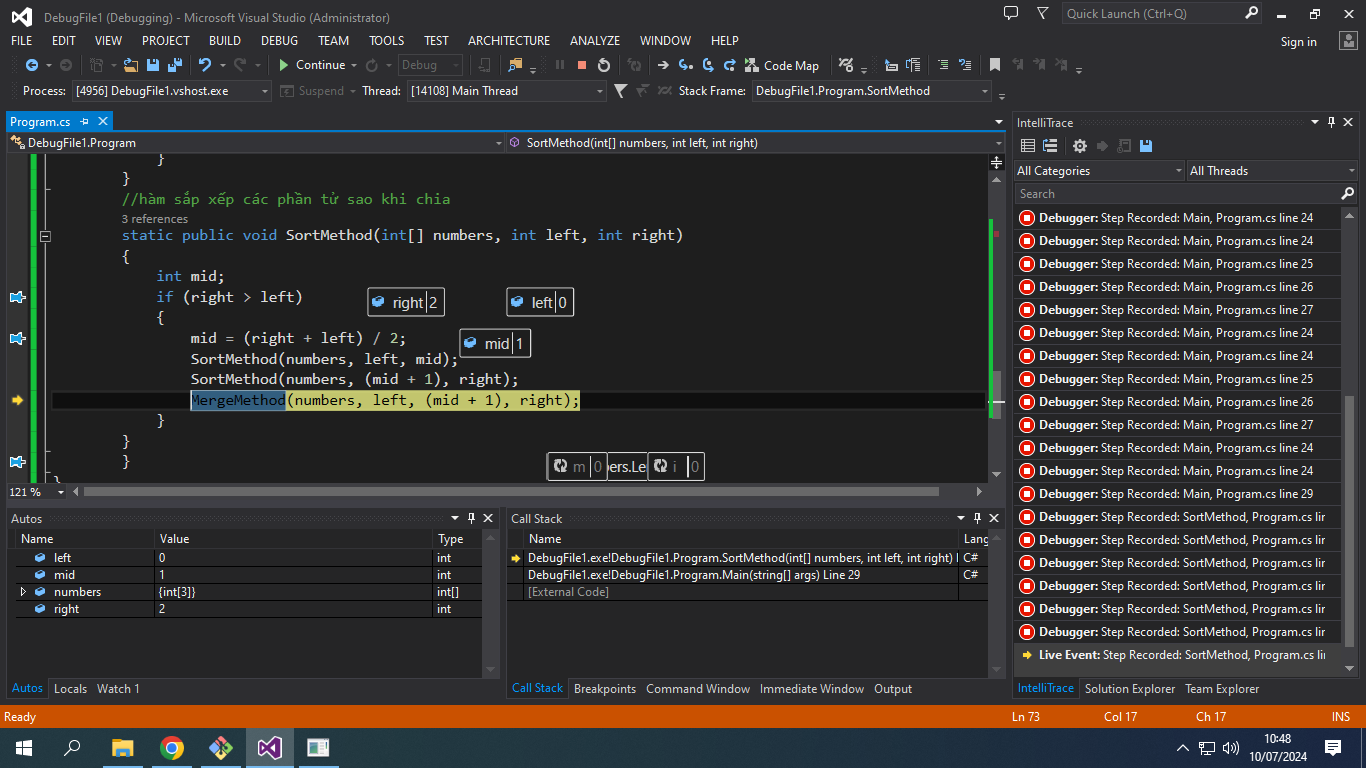 DebugFile1 (Debugging) - Microsoft Visual Studio (Administrator)
Quick Launch (Ctrl+Q)
FILE EDIT VIEW PROJECT BUILD DEBUG TEAM TOOLS TEST ARCHITECTURE ANALYZE WINDOW HELP
Sign in
Continue Debug Code Map
Process: [4956] DebugFile1.vshost.exe Suspend Thread: [14108] Main Thread Stack Frame: DebugFile1.Program.SortMethod
Program.cs
DebugFile1.Program SortMethod(int[] numbers, int left, int right)
}
}
//hàm sắp xếp các phần tử sao khi chia
3 references
static public void SortMethod(int[] numbers, int left, int right)
{
int mid;
if (right > left) right 2 left 0
{
mid = (right + left) / 2; mid 1
SortMethod(numbers, left, mid);
SortMethod(numbers, (mid + 1), right);
MergeMethod(numbers, left, (mid + 1), right);
}
}
} m 0 i 0
}
121 %
IntelliTrace
All Categories All Threads
Search
Debugger: Step Recorded: Main, Program.cs line 24
Debugger: Step Recorded: Main, Program.cs line 24
Debugger: Step Recorded: Main, Program.cs line 25
Debugger: Step Recorded: Main, Program.cs line 26
Debugger: Step Recorded: Main, Program.cs line 27
Debugger: Step Recorded: Main, Program.cs line 24
Debugger: Step Recorded: Main, Program.cs line 24
Debugger: Step Recorded: Main, Program.cs line 25
Debugger: Step Recorded: Main, Program.cs line 26
Debugger: Step Recorded: Main, Program.cs line 27
Debugger: Step Recorded: Main, Program.cs line 24
Debugger: Step Recorded: Main, Program.cs line 24
Debugger: Step Recorded: Main, Program.cs line 29
Debugger: Step Recorded: SortMethod, Program.cs lir
Debugger: Step Recorded: SortMethod, Program.cs lir
Debugger: Step Recorded: SortMethod, Program.cs lir
Debugger: Step Recorded: SortMethod, Program.cs lir
Debugger: Step Recorded: SortMethod, Program.cs lir
Debugger: Step Recorded: SortMethod, Program.cs lir
Live Event: Step Recorded: SortMethod, Program.cs lir
IntelliTrace Solution Explorer Team Explorer
Autos
Name Value Type
left 0 int
mid 1 int
numbers {int[3]} int[]
right 2 int
Autos Locals Watch 1
Call Stack
Name Lang
DebugFile1.exe!DebugFile1.Program.SortMethod(int[] numbers, int left, int right) C#
DebugFile1.exe!DebugFile1.Program.Main(string[] args) Line 29 C#
[External Code]
Call Stack Breakpoints Command Window Immediate Window Output
Ready Ln 73 Col 17 Ch 17 INS
10:48
10/07/2024